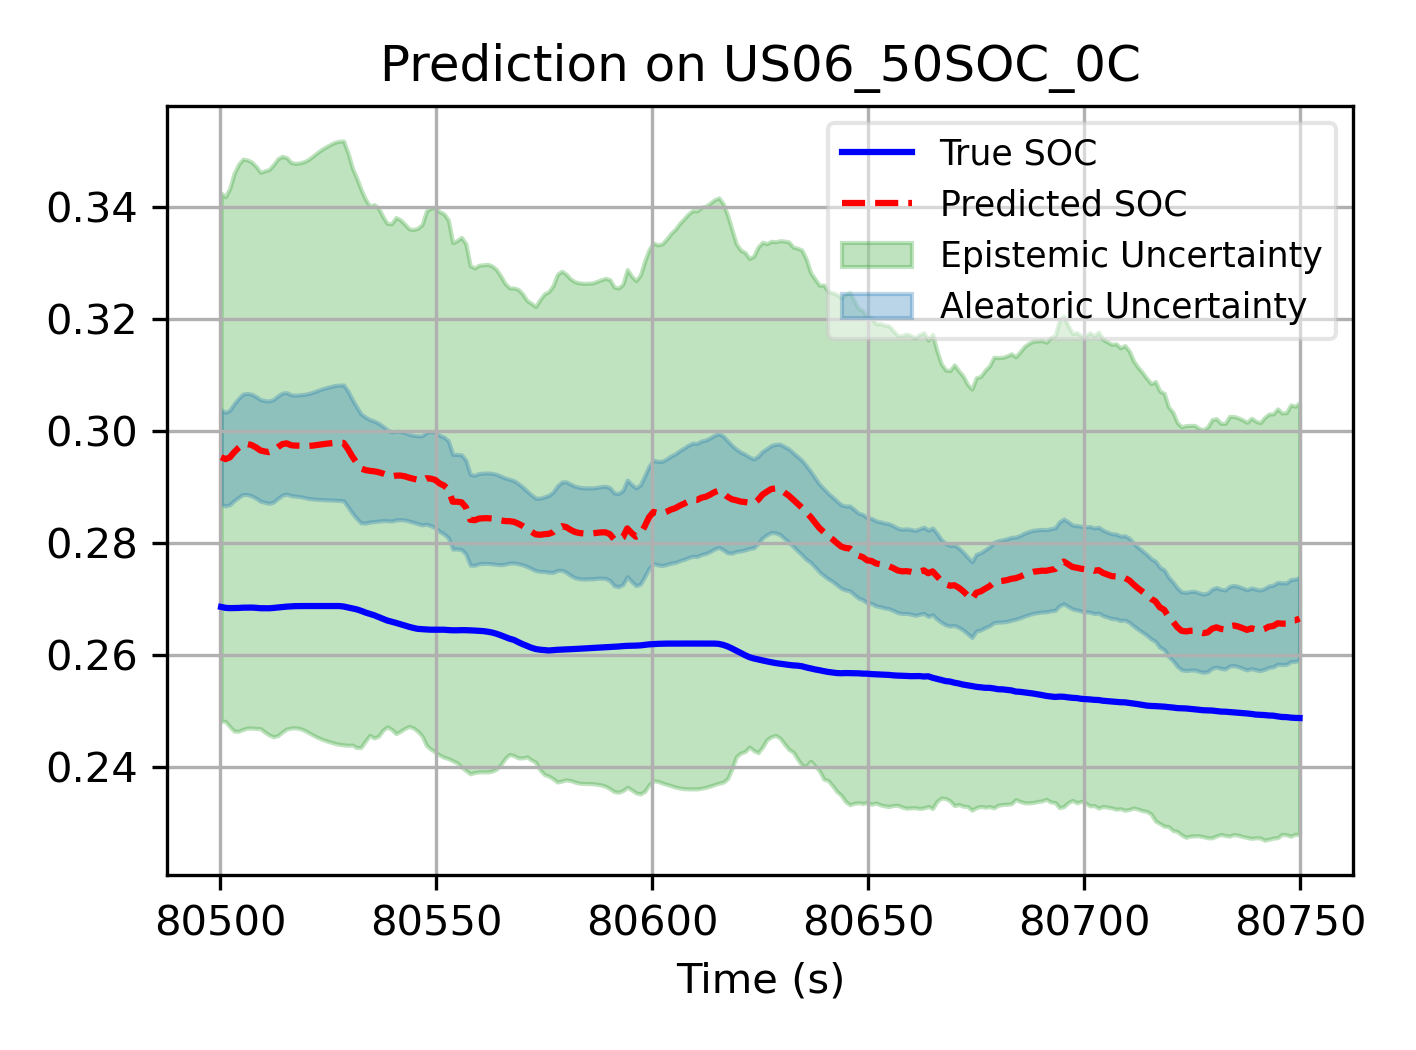 Prediction on US06_50SOC_0C
True SOC
Predicted SOC
Epistemic Uncertainty
Aleatoric Uncertainty
0.34
0.32
0.30
0.28
0.26
0.24
80500 80550 80600 80650 80700 80750
Time (s)